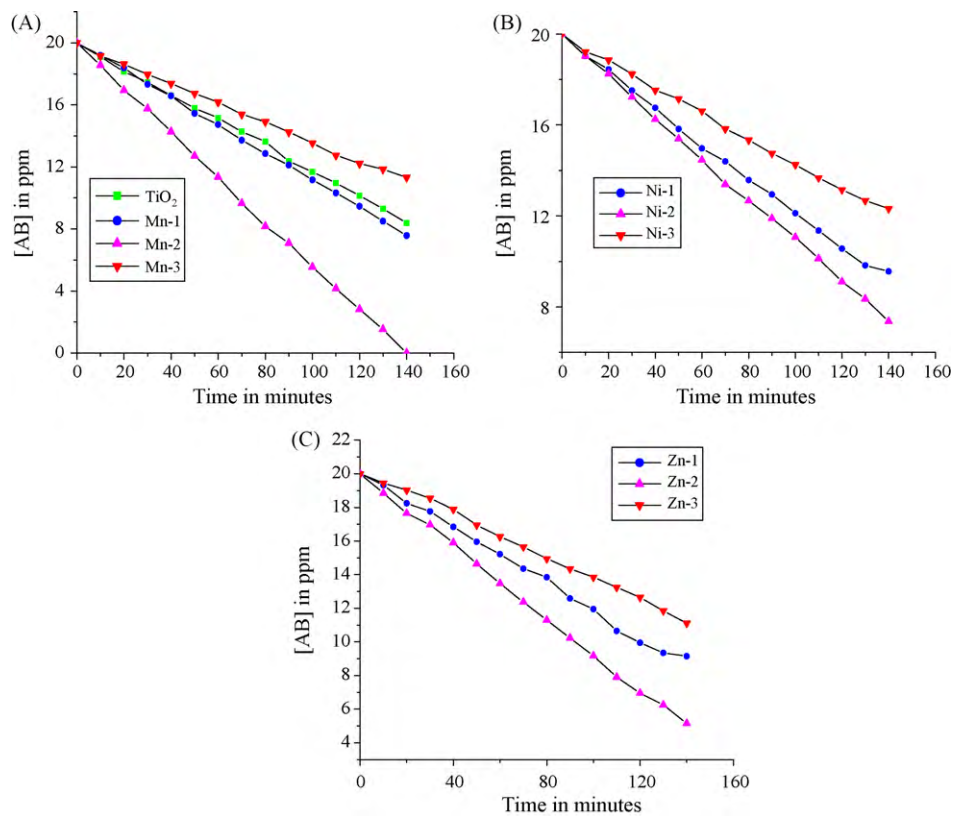 (A)
20
16
12
8
4
0
[AB] in ppm
TiO2
Mn-1
Mn-2
Mn-3
0 20 40 60 80 100 120 140 160
Time in minutes
(B)
20
16
12
8
[AB] in ppm
Ni-1
Ni-2
Ni-3
0 20 40 60 80 100 120 140 160
Time in minutes
(C)
22
20
18
16
14
12
10
8
6
4
[AB] in ppm
Zn-1
Zn-2
Zn-3
0 40 80 120 160
Time in minutes